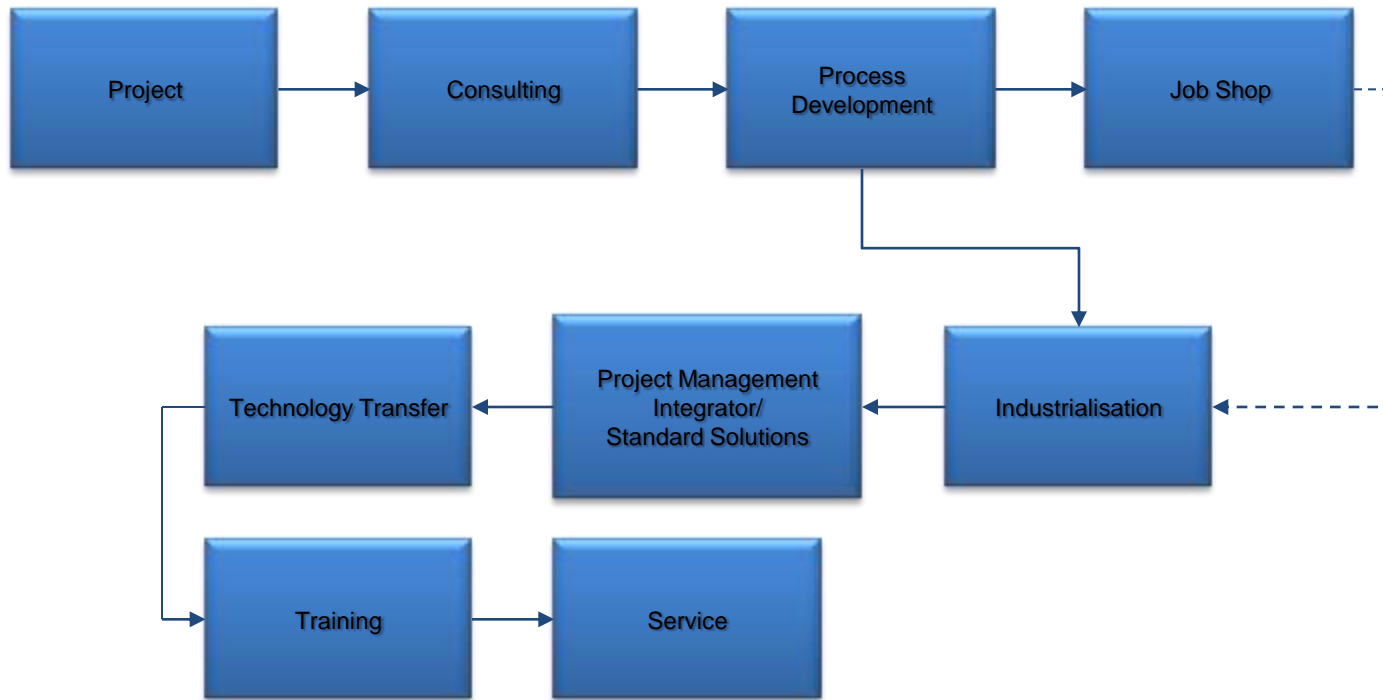 Project
Consulting
Process
Development
Job Shop
Technology Transfer
Project Management
Integrator/
Standard Solutions
Industrialisation
Training
Service